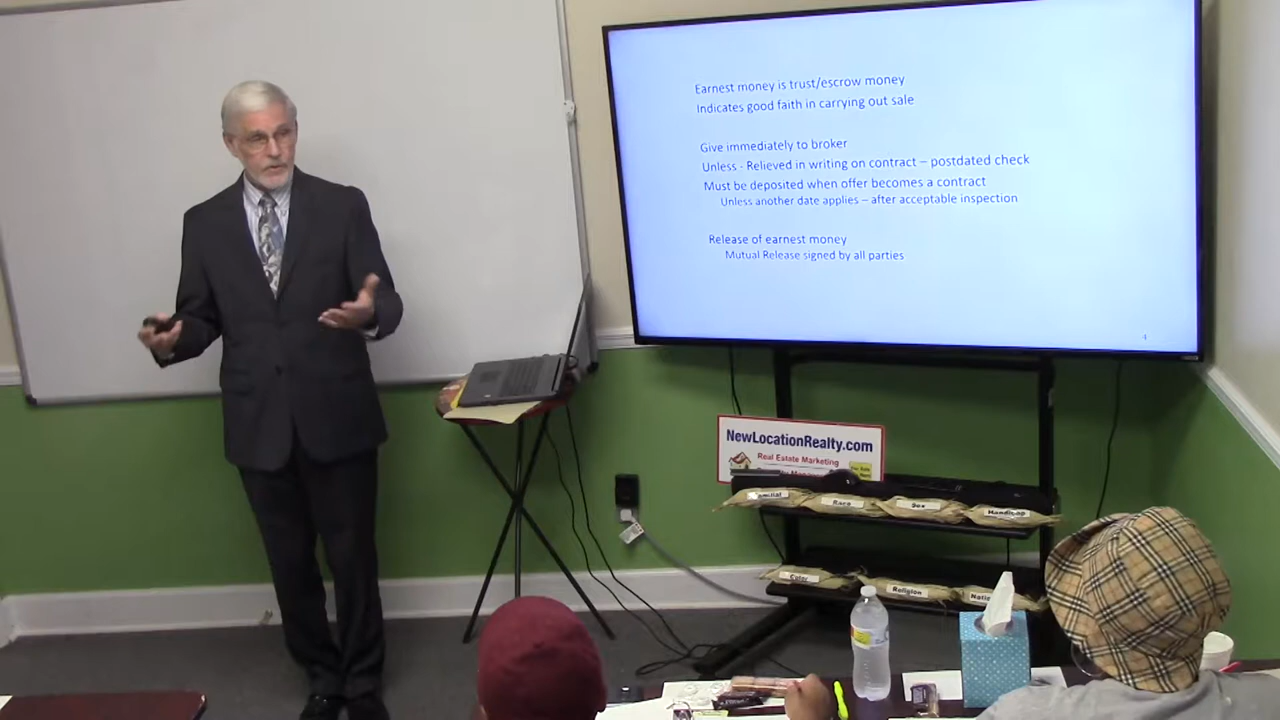 Earnest money is trust/escrow money
Indicates good faith in carrying out sale
Give immediately to broker
Unless - Relieved in writing on contract – postdated check
Must be deposited when offer becomes a contract
Unless another date applies – after acceptable inspection
Release of earnest money
Mutual Release signed by all parties
4
NewLocationRealty.com
Real Estate Marketing
For Sale
Race
Sex
Handicap
Color
Religion